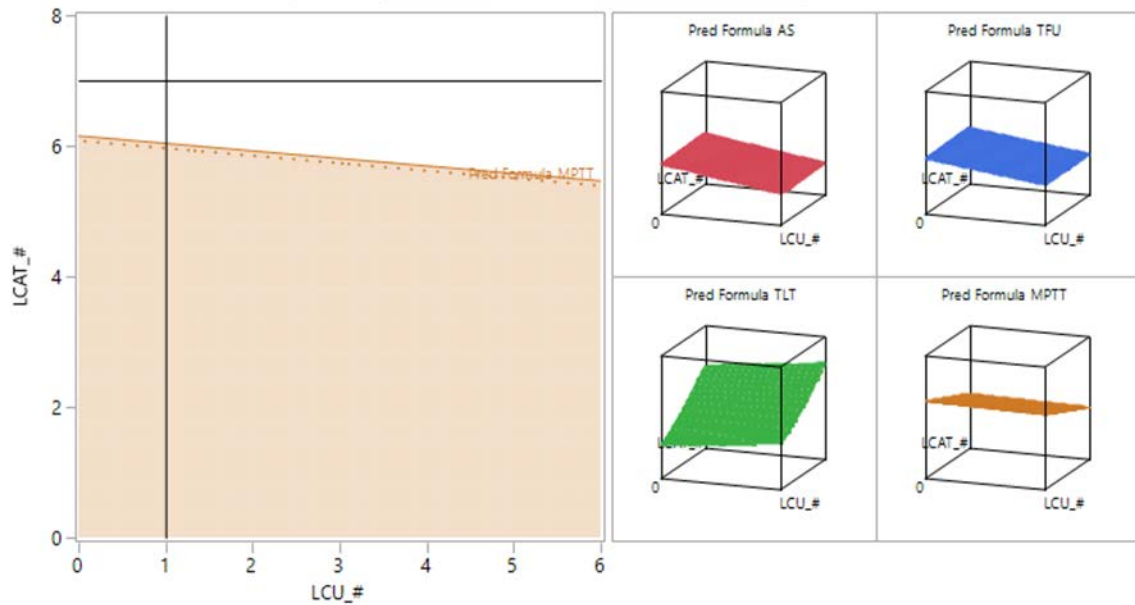 8
6
4
2
0
LCAT_#
0
1
2
3
4
5
6
LCU_#
Pred Formula MPTT
Pred Formula AS
LCAT_#
0
LCU_#
Pred Formula TFU
LCAT_#
0
LCU_#
Pred Formula TLT
LCAT_#
0
LCU_#
Pred Formula MPTT
LCAT_#
0
LCU_#